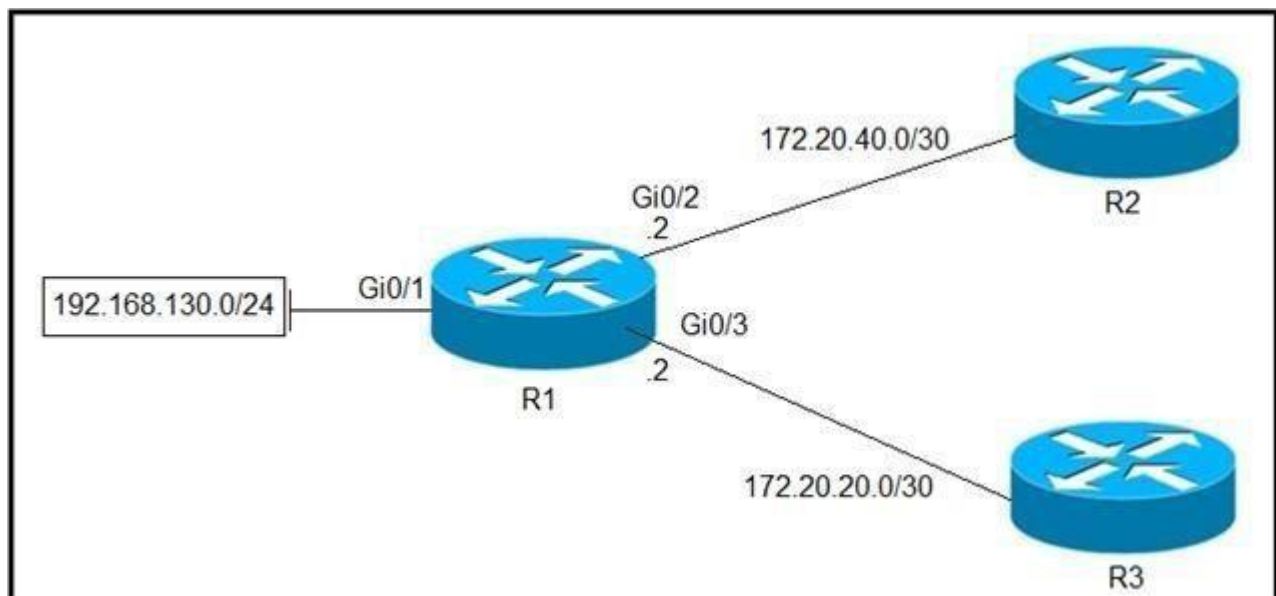 172.20.40.0/30
Gi0/2
.2
R2
192.168.130.0/24
Gi0/1
Gi0/3
.2
R1
172.20.20.0/30
R3